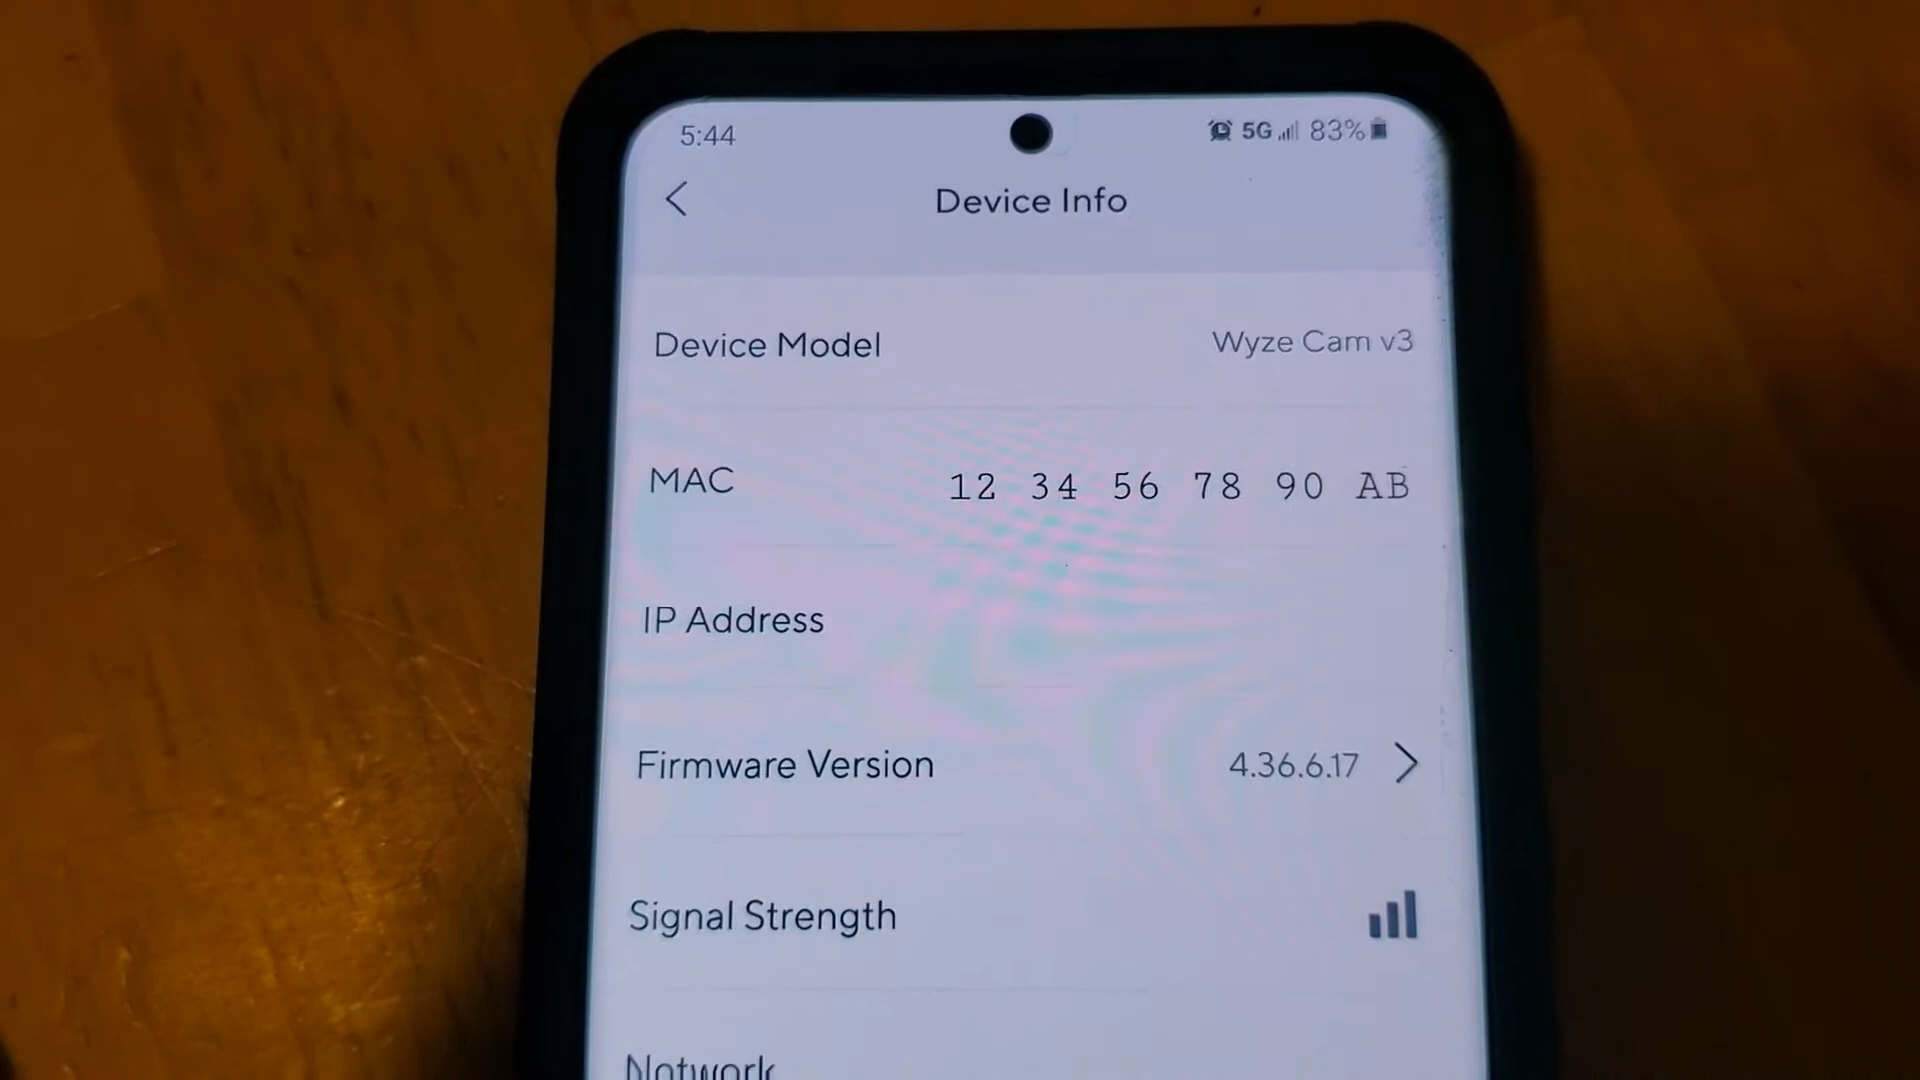 5:44
5G 83%
Device Info
Device Model Wyze Cam v3
MAC 12 34 56 78 90 AB
IP Address
Firmware Version 4.36.6.17
Signal Strength
Network